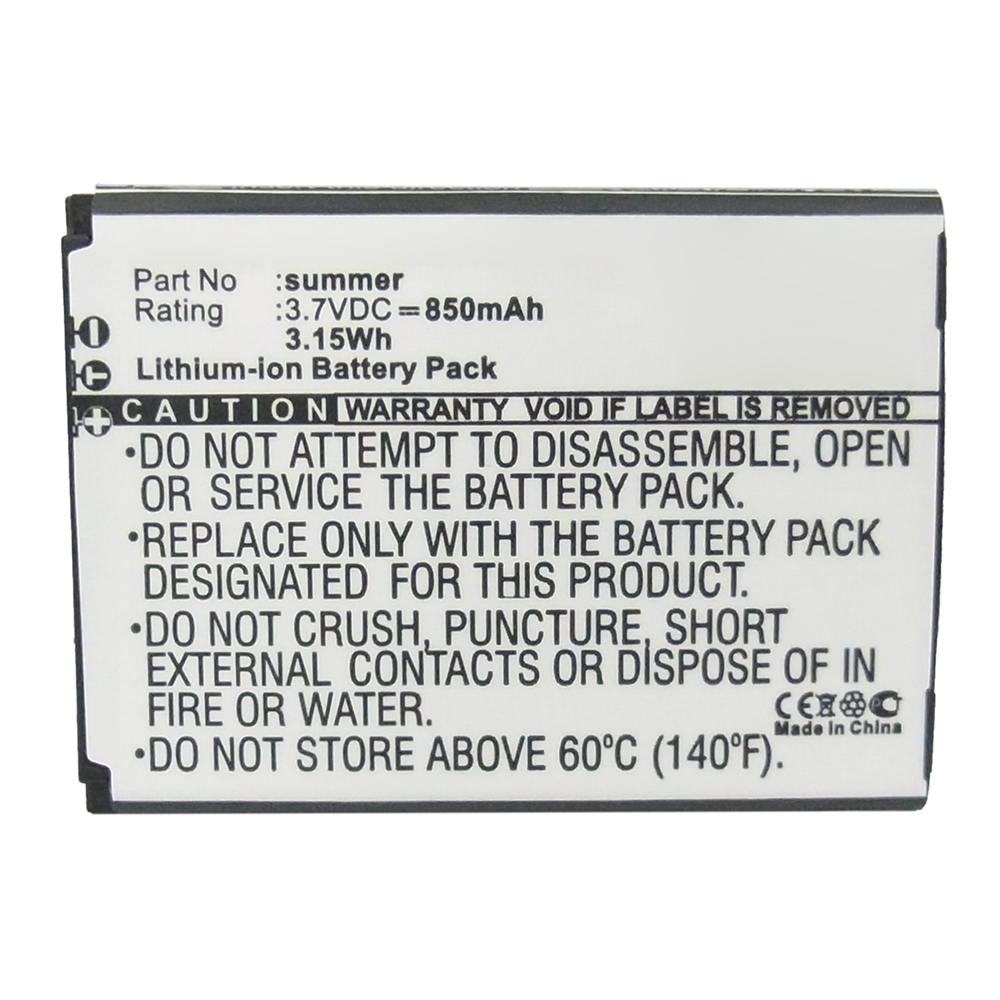 Part No :summer
Rating :3.7VDC⎓850mAh
3.15Wh
Lithium-ion Battery Pack
CAUTION WARRANTY VOID IF LABEL IS REMOVED
•DO NOT ATTEMPT TO DISASSEMBLE, OPEN
OR SERVICE THE BATTERY PACK.
•REPLACE ONLY WITH THE BATTERY PACK
DESIGNATED FOR THIS PRODUCT.
•DO NOT CRUSH, PUNCTURE, SHORT
EXTERNAL CONTACTS OR DISPOSE OF IN
FIRE OR WATER.
CE
Made in China
•DO NOT STORE ABOVE 60ºC (140ºF).